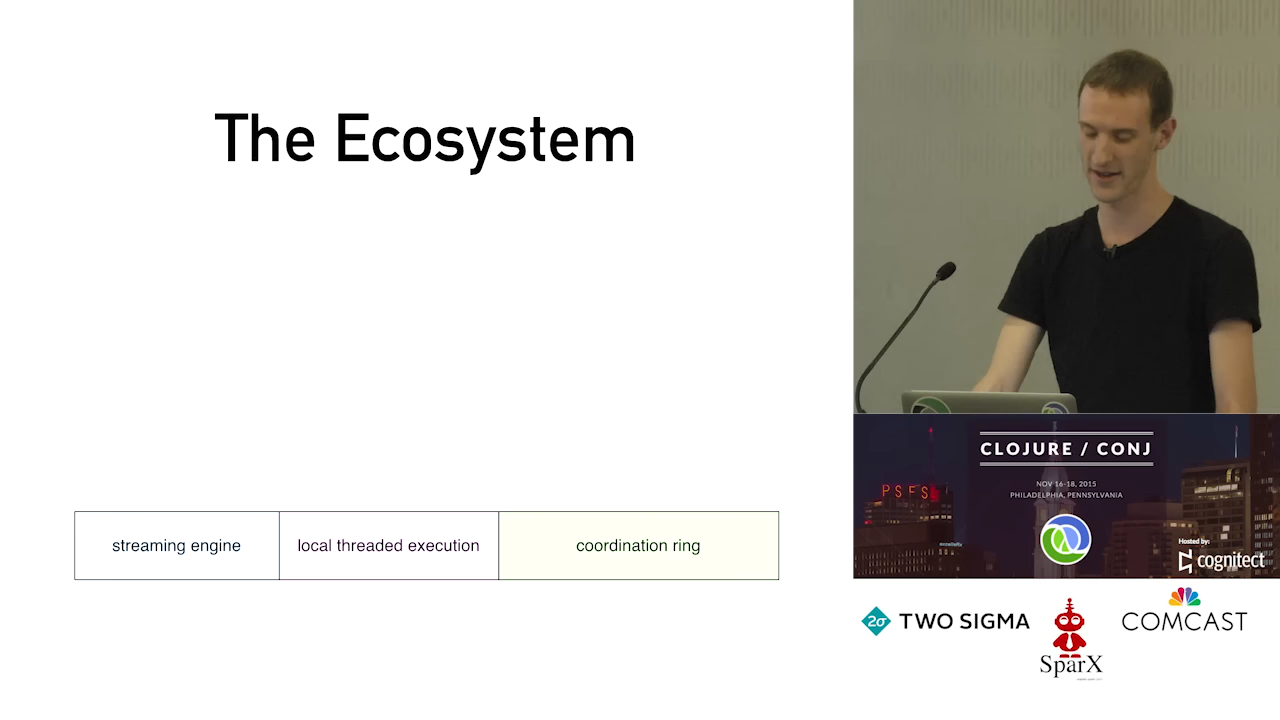 The Ecosystem
streaming engine
local threaded execution
coordination ring
CLOJURE / CONJ
NOV 16-18, 2015
PHILADELPHIA, PENNSYLVANIA
PSFS
Hosted by:
cognitect
2σ TWO SIGMA
SparX
COMCAST